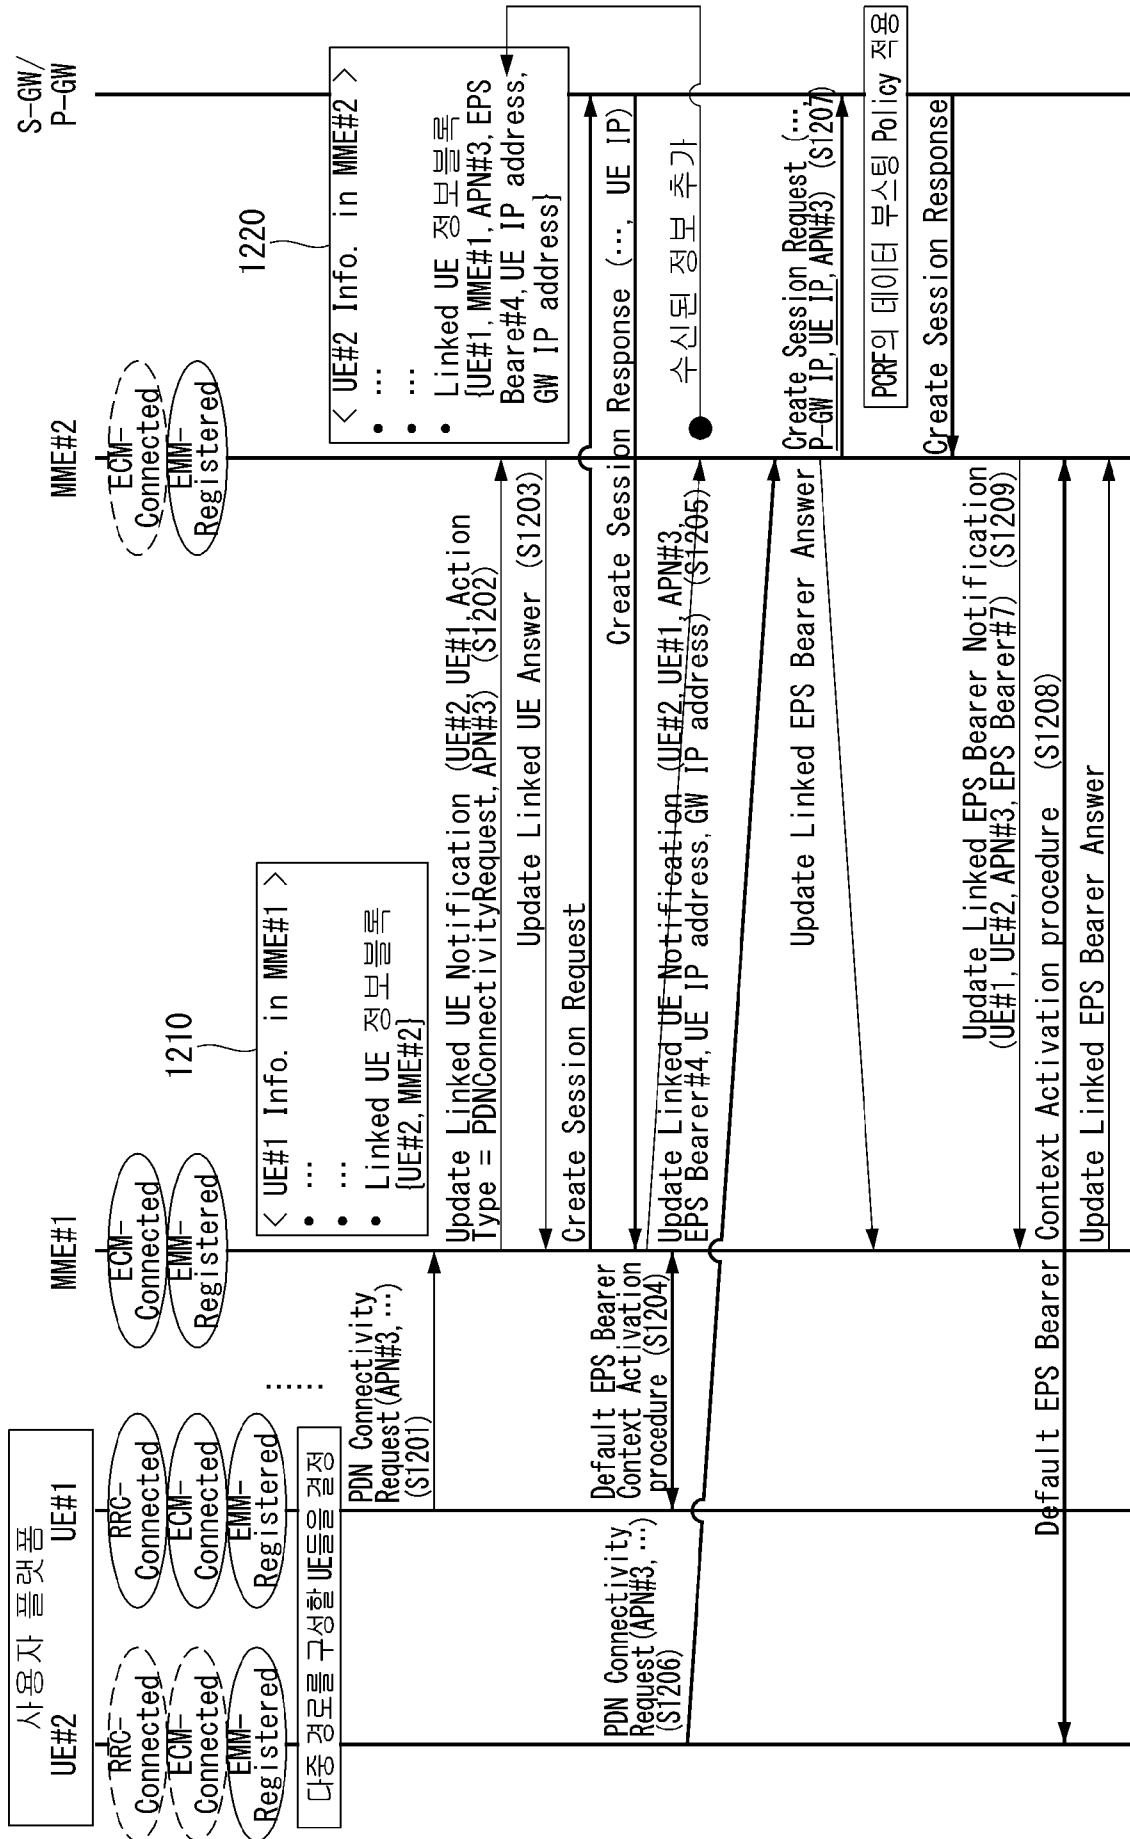 사용자 플랫폼
UE#2
UE#1
MME#1
MME#2
S-GW/
P-GW
RRC-
Connected
ECM-
Connected
EMM-
Registered
RRC-
Connected
ECM-
Connected
EMM-
Registered
ECM-
Connected
EMM-
Registered
ECM-
Connected
EMM-
Registered
다중 경로를 구성할 UE들을 결정
......
1210
< UE#1 Info. in MME#1 >
• ...
• ...
• Linked UE 정보블록
{UE#2, MME#2}
1220
< UE#2 Info. in MME#2 >
• ...
• ...
• Linked UE 정보블록
{UE#1, MME#1, APN#3, EPS
Beare#4, UE IP address,
GW IP address}
PDN Connectivity
Request(APN#3, ...)
(S1201)
Update Linked UE Notification (UE#2, UE#1, Action
Type = PDNConnectivityRequest, APN#3) (S1202)
Update Linked UE Answer (S1203)
Create Session Request
Create Session Response (..., UE IP)
Default EPS Bearer
Context Activation
procedure (S1204)
Update Linked UE Notification (UE#2, UE#1, APN#3,
EPS Bearer#4, UE IP address, GW IP address) (S1205)
수신된 정보 추가
PDN Connectivity
Request(APN#3, ...)
(S1206)
Update Linked EPS Bearer Answer
Create Session Request (...,
P-GW IP, UE IP, APN#3) (S1207)
PCRF의 데이터 부스팅 Policy 적용
Create Session Response
Update Linked EPS Bearer Notification
(UE#1, UE#2, APN#3, EPS Bearer#7) (S1209)
Default EPS Bearer Context Activation procedure (S1208)
Update Linked EPS Bearer Answer